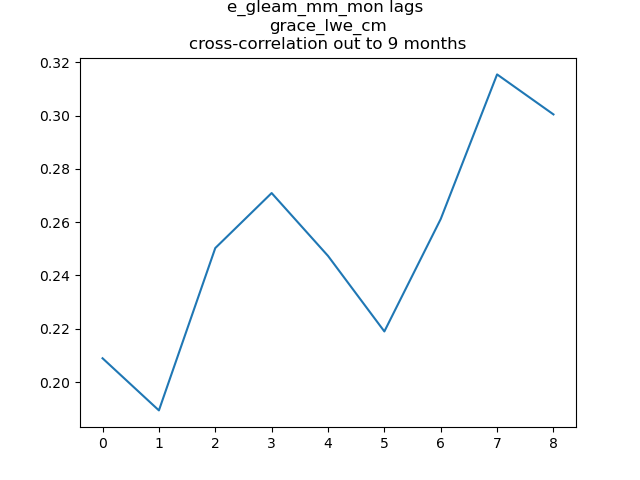 e_gleam_mm_mon lags
grace_lwe_cm
cross-correlation out to 9 months
0.32
0.30
0.28
0.26
0.24
0.22
0.20
0 1 2 3 4 5 6 7 8